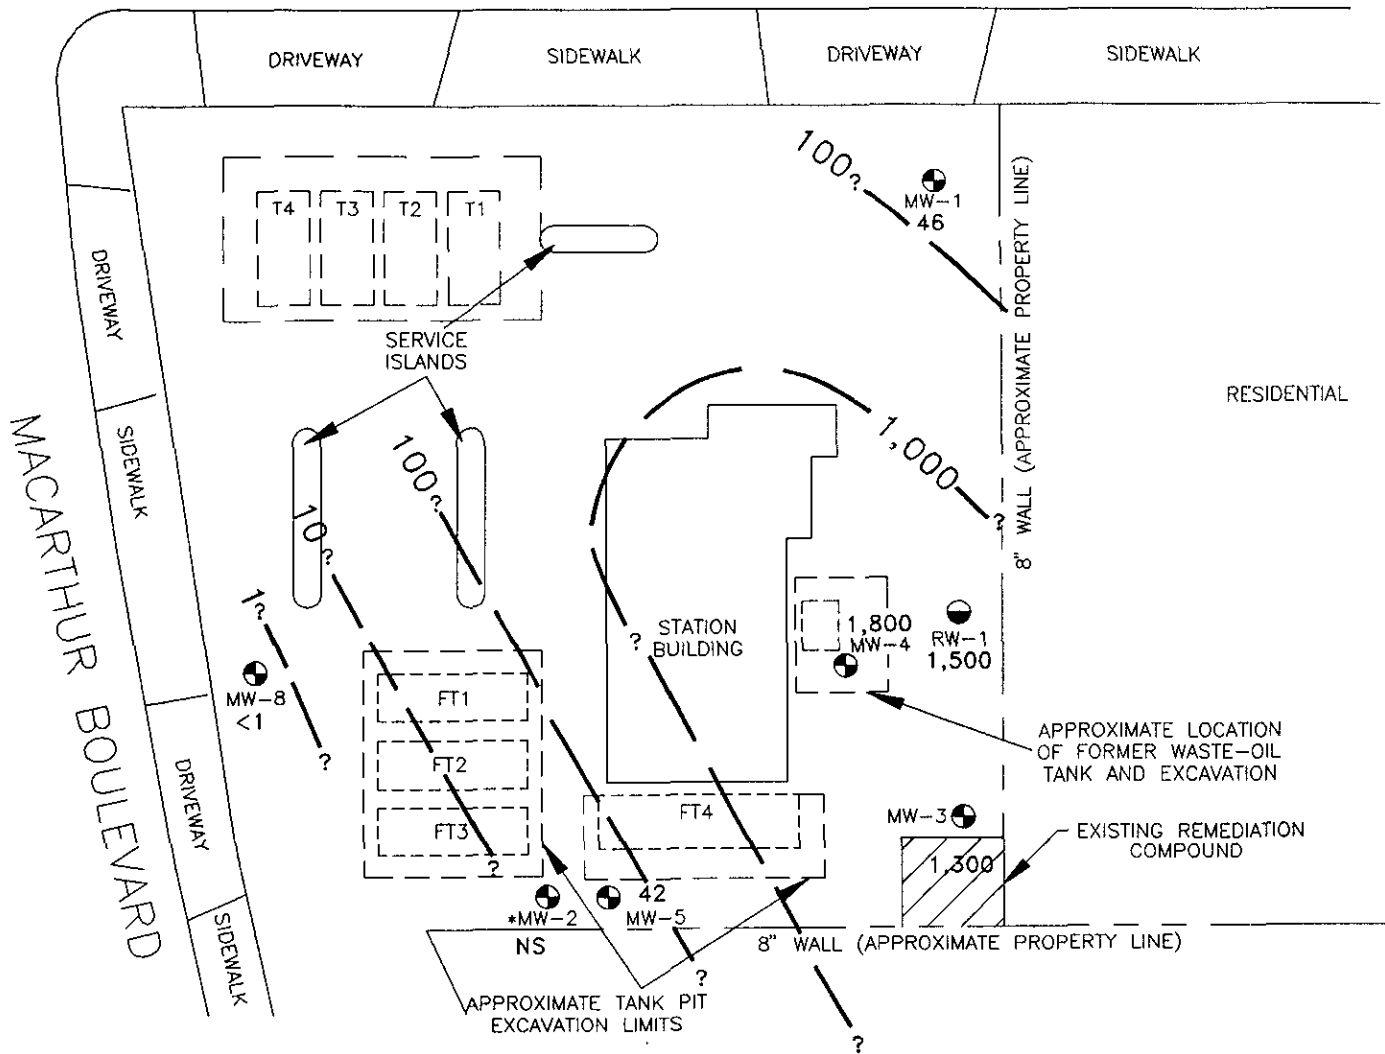 DRIVEWAY
SIDEWALK
DRIVEWAY
SIDEWALK
100?
MW-1
46
T4
T3
T2
T1
8" WALL (APPROXIMATE PROPERTY LINE)
DRIVEWAY
SERVICE
ISLANDS
RESIDENTIAL
1,000
?
MACARTHUR BOULEVARD
SIDEWALK
100?
10?
1?
?
STATION
BUILDING
?
1,800
MW-4
RW-1
1,500
MW-8
<1
FT1
FT2
FT3
?
FT4
APPROXIMATE LOCATION
OF FORMER WASTE-OIL
TANK AND EXCAVATION
DRIVEWAY
MW-3
1,300
EXISTING REMEDIATION
COMPOUND
*MW-2
NS
42
MW-5
?
8" WALL (APPROXIMATE PROPERTY LINE)
SIDEWALK
APPROXIMATE TANK PIT
EXCAVATION LIMITS
?